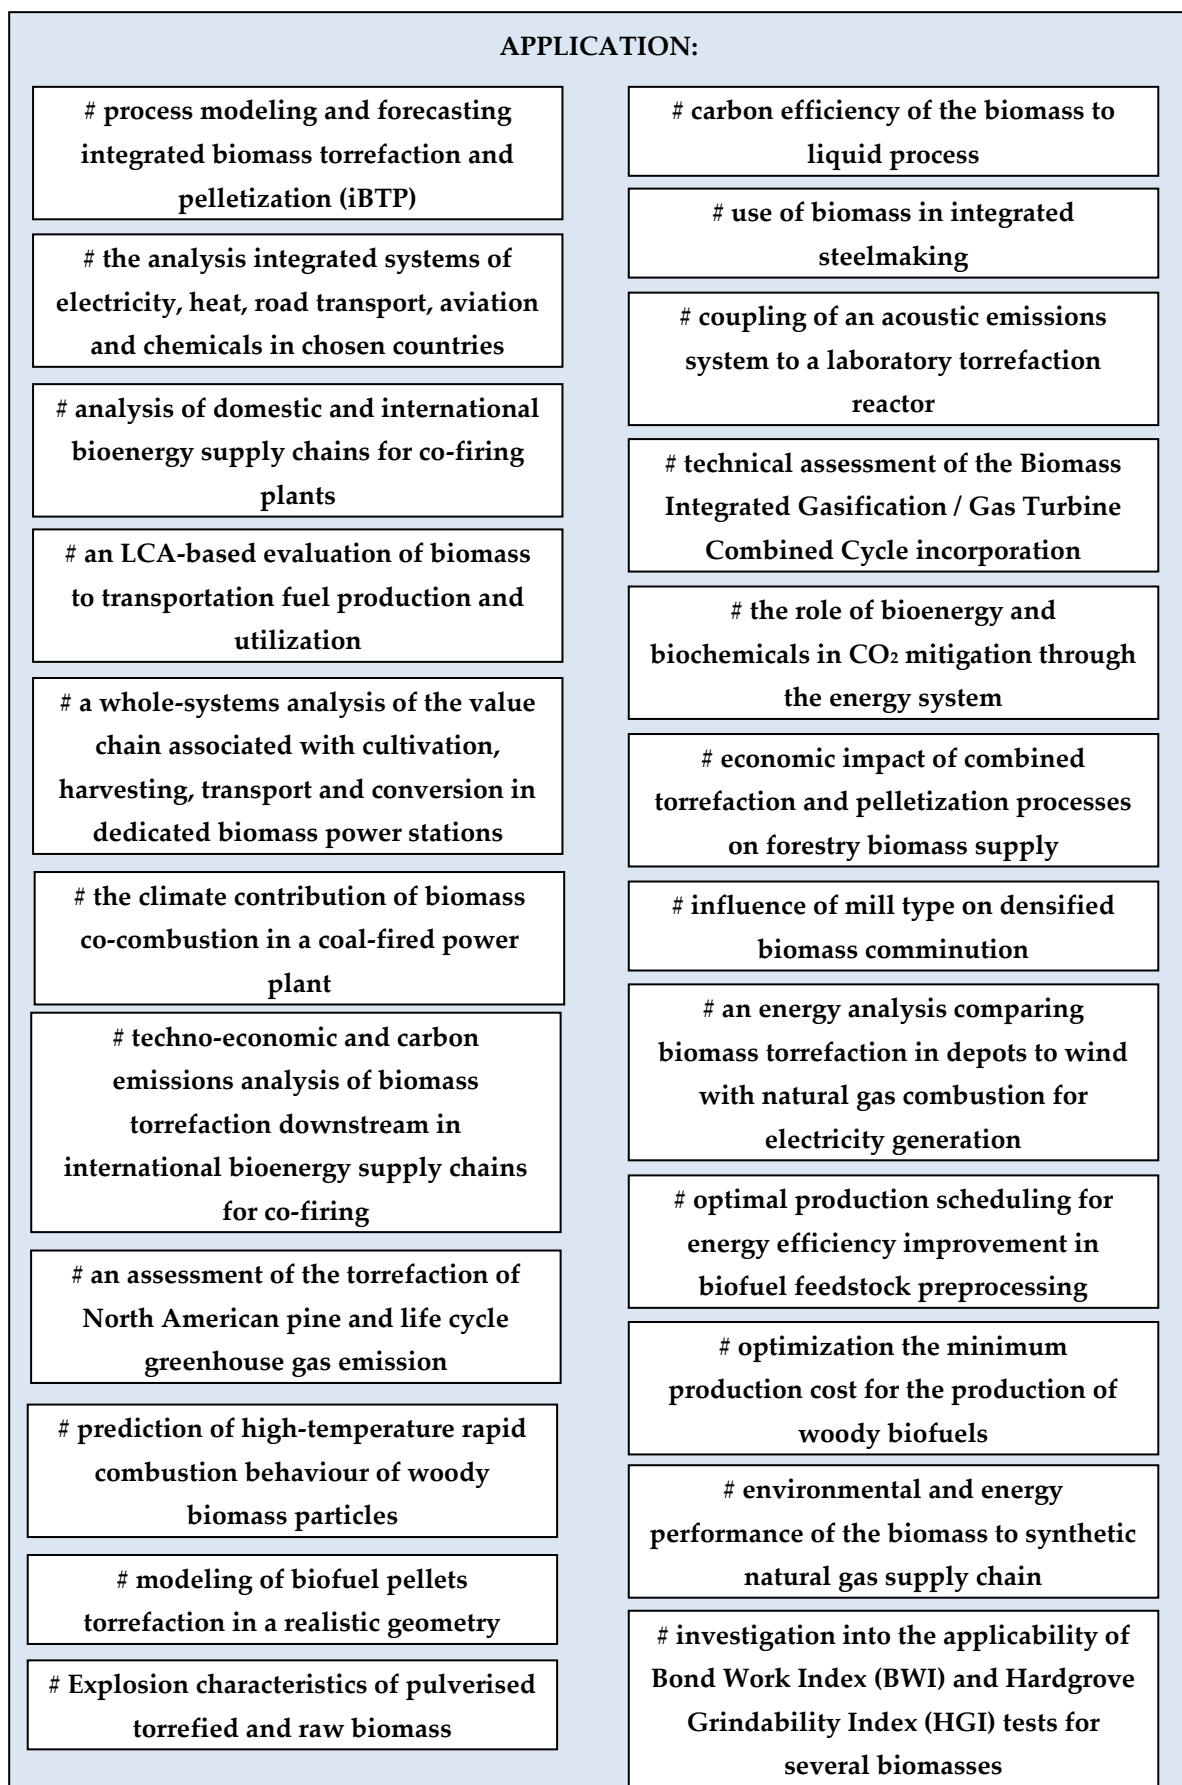 APPLICATION:
# process modeling and forecasting
integrated biomass torrefaction and
pelletization (iBTP)
# the analysis integrated systems of
electricity, heat, road transport, aviation
and chemicals in chosen countries
# analysis of domestic and international
bioenergy supply chains for co-firing
plants
# an LCA-based evaluation of biomass
to transportation fuel production and
utilization
# a whole-systems analysis of the value
chain associated with cultivation,
harvesting, transport and conversion in
dedicated biomass power stations
# the climate contribution of biomass
co-combustion in a coal-fired power
plant
# techno-economic and carbon
emissions analysis of biomass
torrefaction downstream in
international bioenergy supply chains
for co-firing
# an assessment of the torrefaction of
North American pine and life cycle
greenhouse gas emission
# prediction of high-temperature rapid
combustion behaviour of woody
biomass particles
# modeling of biofuel pellets
torrefaction in a realistic geometry
# Explosion characteristics of pulverised
torrefied and raw biomass
# carbon efficiency of the biomass to
liquid process
# use of biomass in integrated
steelmaking
# coupling of an acoustic emissions
system to a laboratory torrefaction
reactor
# technical assessment of the Biomass
Integrated Gasification / Gas Turbine
Combined Cycle incorporation
# the role of bioenergy and
biochemicals in CO₂ mitigation through
the energy system
# economic impact of combined
torrefaction and pelletization processes
on forestry biomass supply
# influence of mill type on densified
biomass comminution
# an energy analysis comparing
biomass torrefaction in depots to wind
with natural gas combustion for
electricity generation
# optimal production scheduling for
energy efficiency improvement in
biofuel feedstock preprocessing
# optimization the minimum
production cost for the production of
woody biofuels
# environmental and energy
performance of the biomass to synthetic
natural gas supply chain
# investigation into the applicability of
Bond Work Index (BWI) and Hardgrove
Grindability Index (HGI) tests for
several biomasses